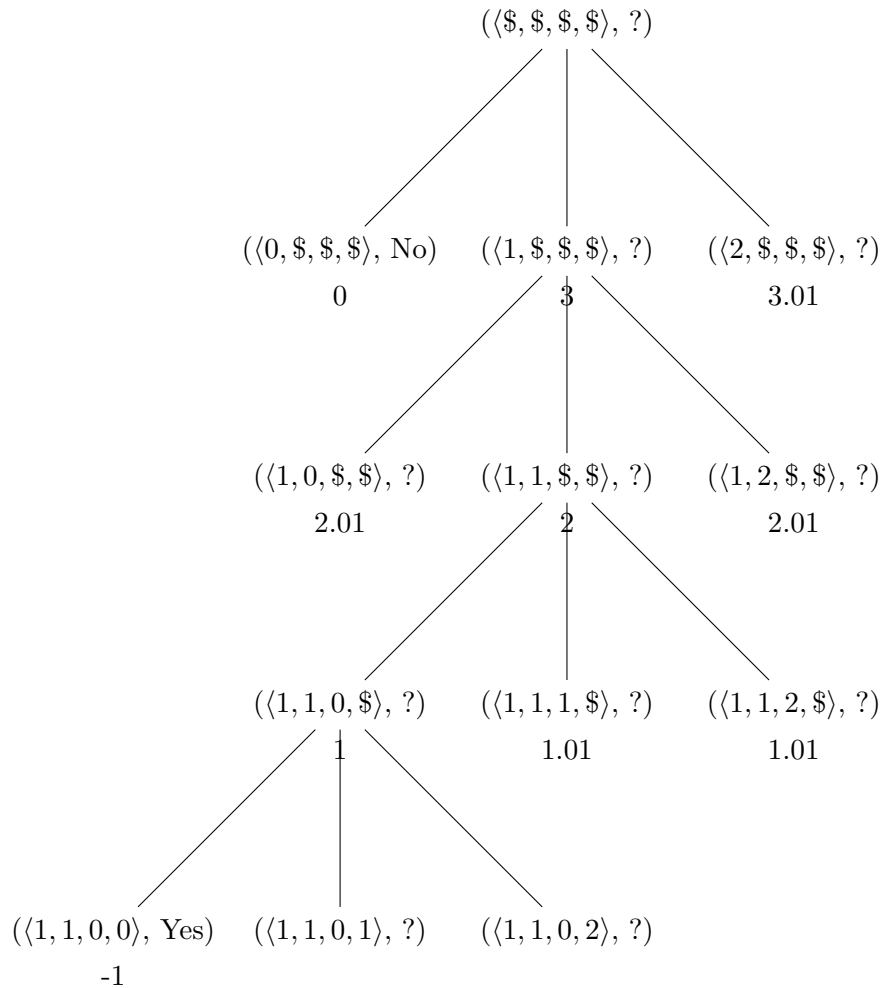 (⟨$, $, $, $⟩, ?)
(⟨0, $, $, $⟩, No) (⟨1, $, $, $⟩, ?) (⟨2, $, $, $⟩, ?)
0 3 3.01
(⟨1, 0, $, $⟩, ?) (⟨1, 1, $, $⟩, ?) (⟨1, 2, $, $⟩, ?)
2.01 2 2.01
(⟨1, 1, 0, $⟩, ?) (⟨1, 1, 1, $⟩, ?) (⟨1, 1, 2, $⟩, ?)
1 1.01 1.01
(⟨1, 1, 0, 0⟩, Yes) (⟨1, 1, 0, 1⟩, ?) (⟨1, 1, 0, 2⟩, ?)
-1